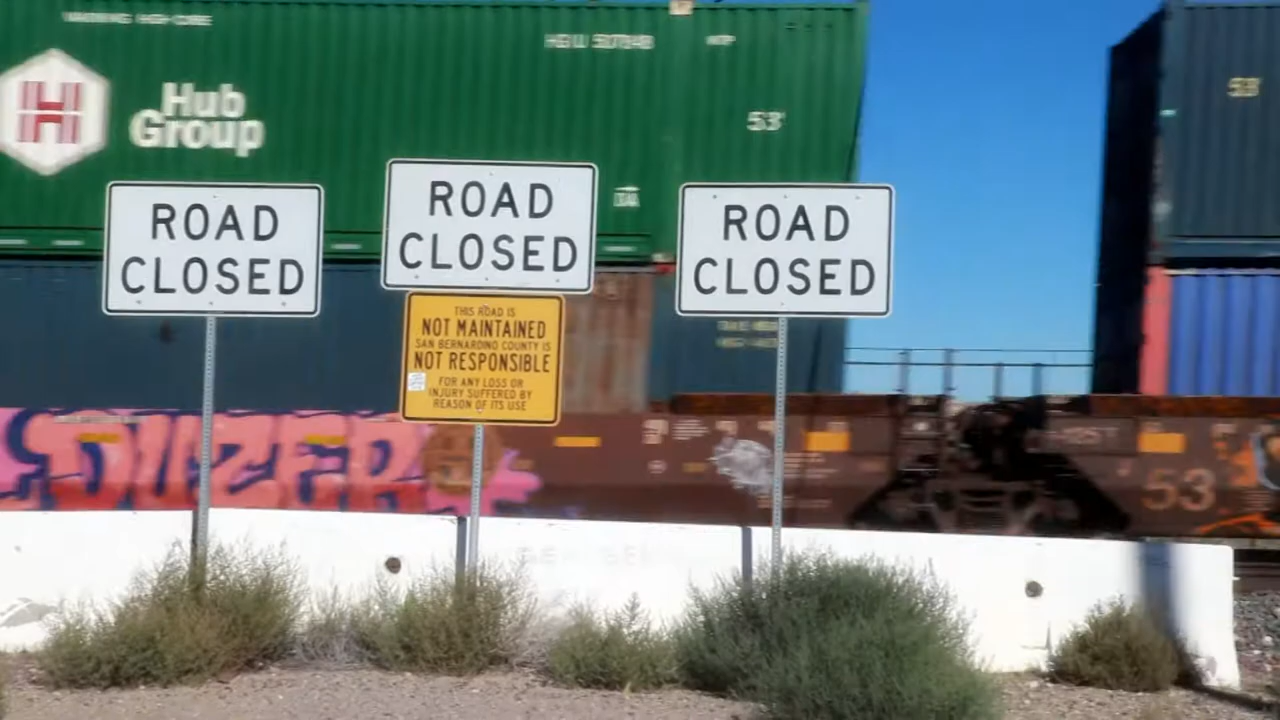 Hub
Group
53'
53'
ROAD
CLOSED
ROAD
CLOSED
ROAD
CLOSED
THIS ROAD IS
NOT MAINTAINED
SAN BERNARDINO COUNTY IS
NOT RESPONSIBLE
FOR ANY LOSS OR
INJURY SUFFERED BY
REASON OF ITS USE
DUZER
53